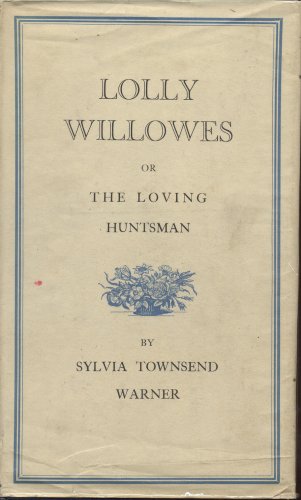 LOLLY
WILLOWES
OR
THE LOVING
HUNTSMAN
BY
SYLVIA TOWNSEND
WARNER